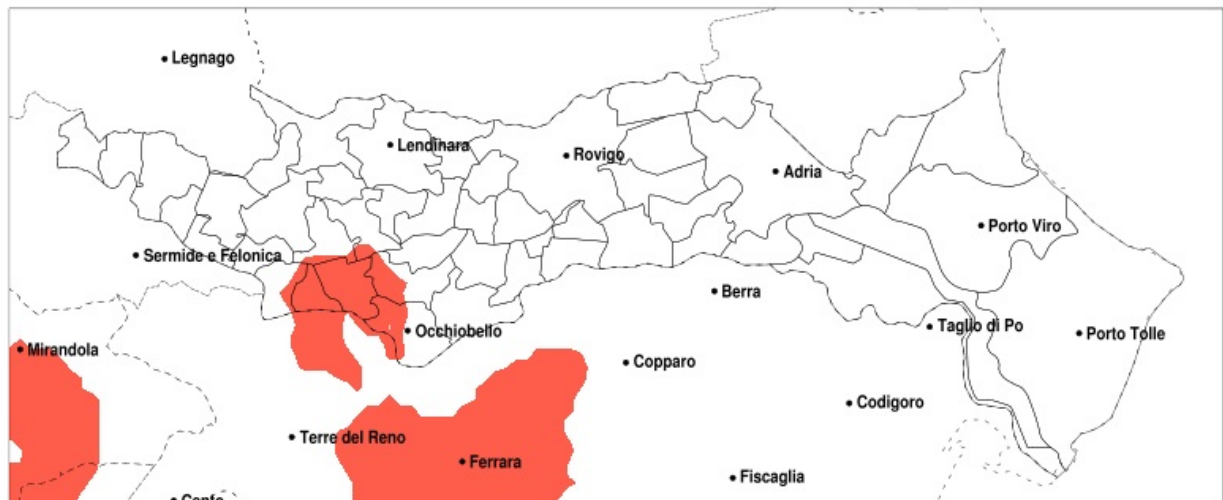 Legnago
Lendinara
Rovigo
Adria
Porto Viro
Sermide e Felonica
Berra
Taglio di Po
Porto Tolle
Occhiobello
Mirandola
Copparo
Codigoro
Terre del Reno
Ferrara
Fiscaglia
Cento